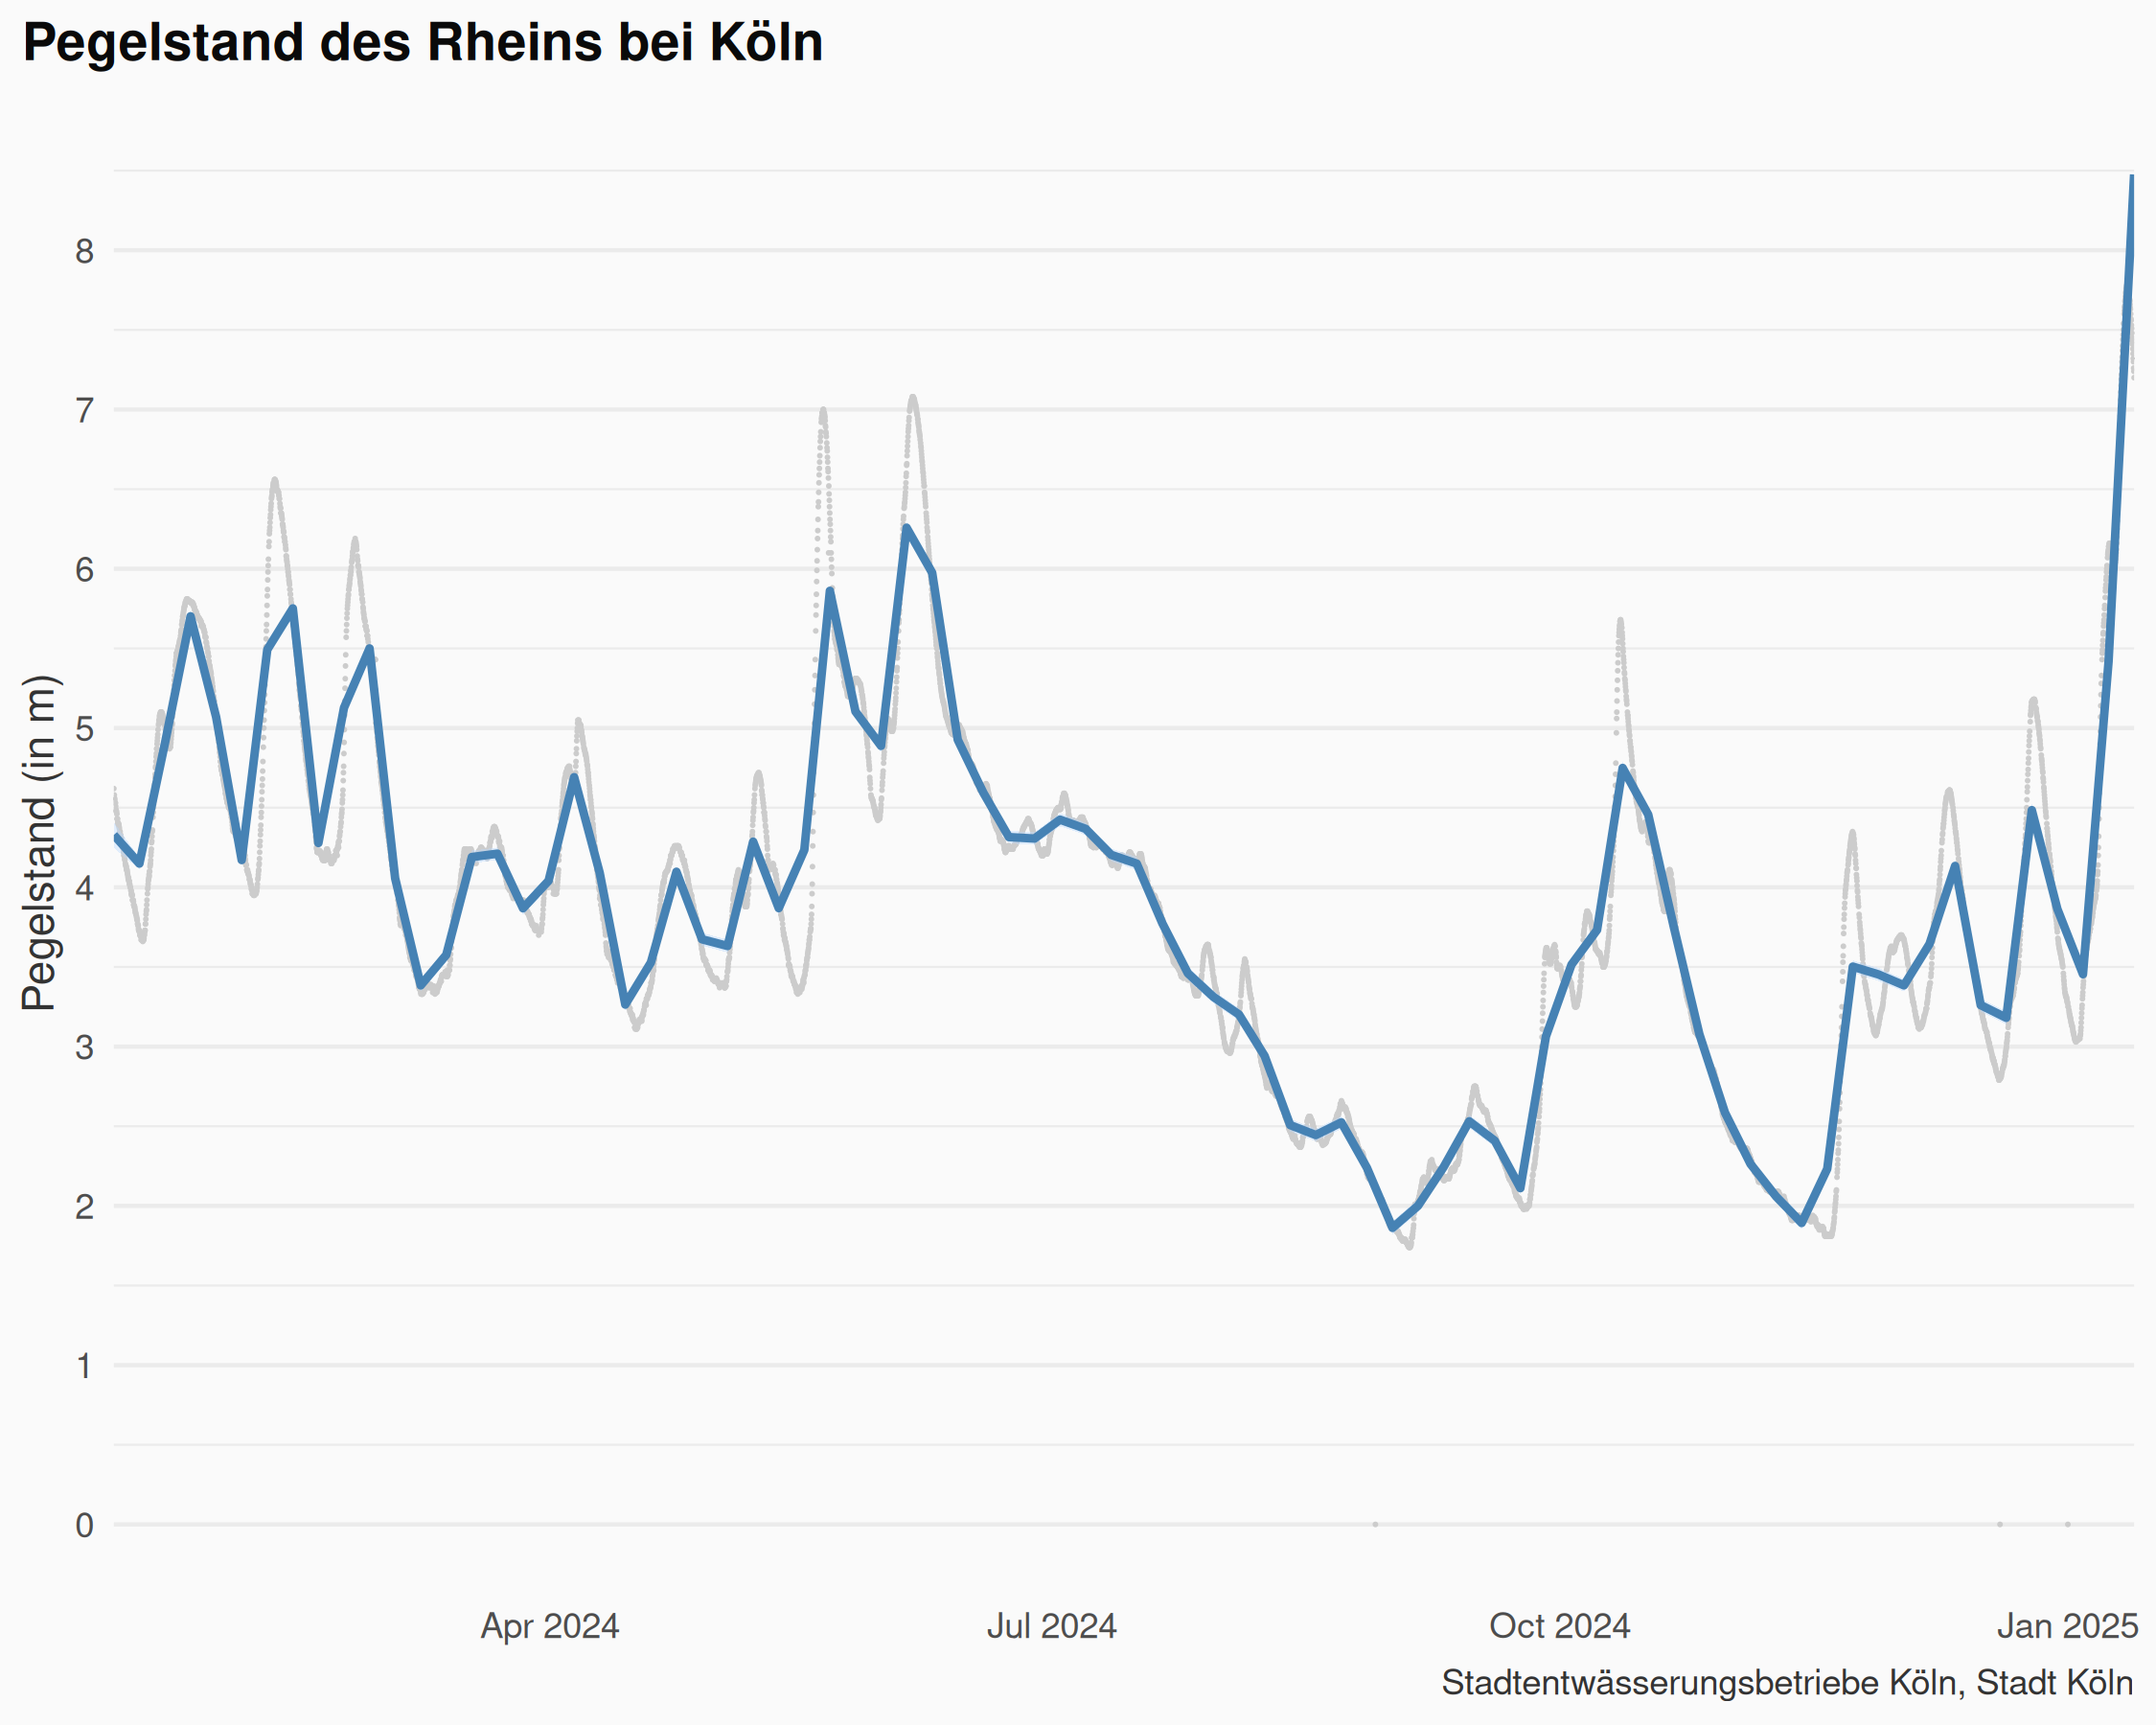 Pegelstand des Rheins bei Köln
Pegelstand (in m)
8
7
6
5
4
3
2
1
0
Apr 2024
Jul 2024
Oct 2024
Jan 2025
Stadtentwässerungsbetriebe Köln, Stadt Köln